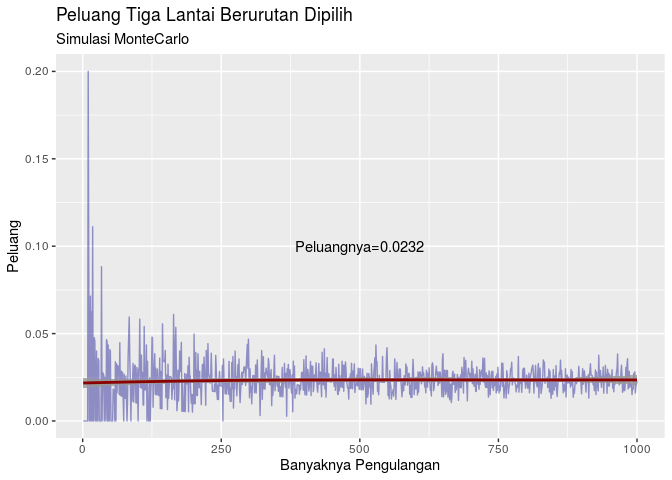 Peluang Tiga Lantai Berurutan Dipilih
Simulasi MonteCarlo
0.20
0.15
0.10
0.05
0.00
Peluang
Peluangnya=0.0232
0
250
500
750
1000
Banyaknya Pengulangan